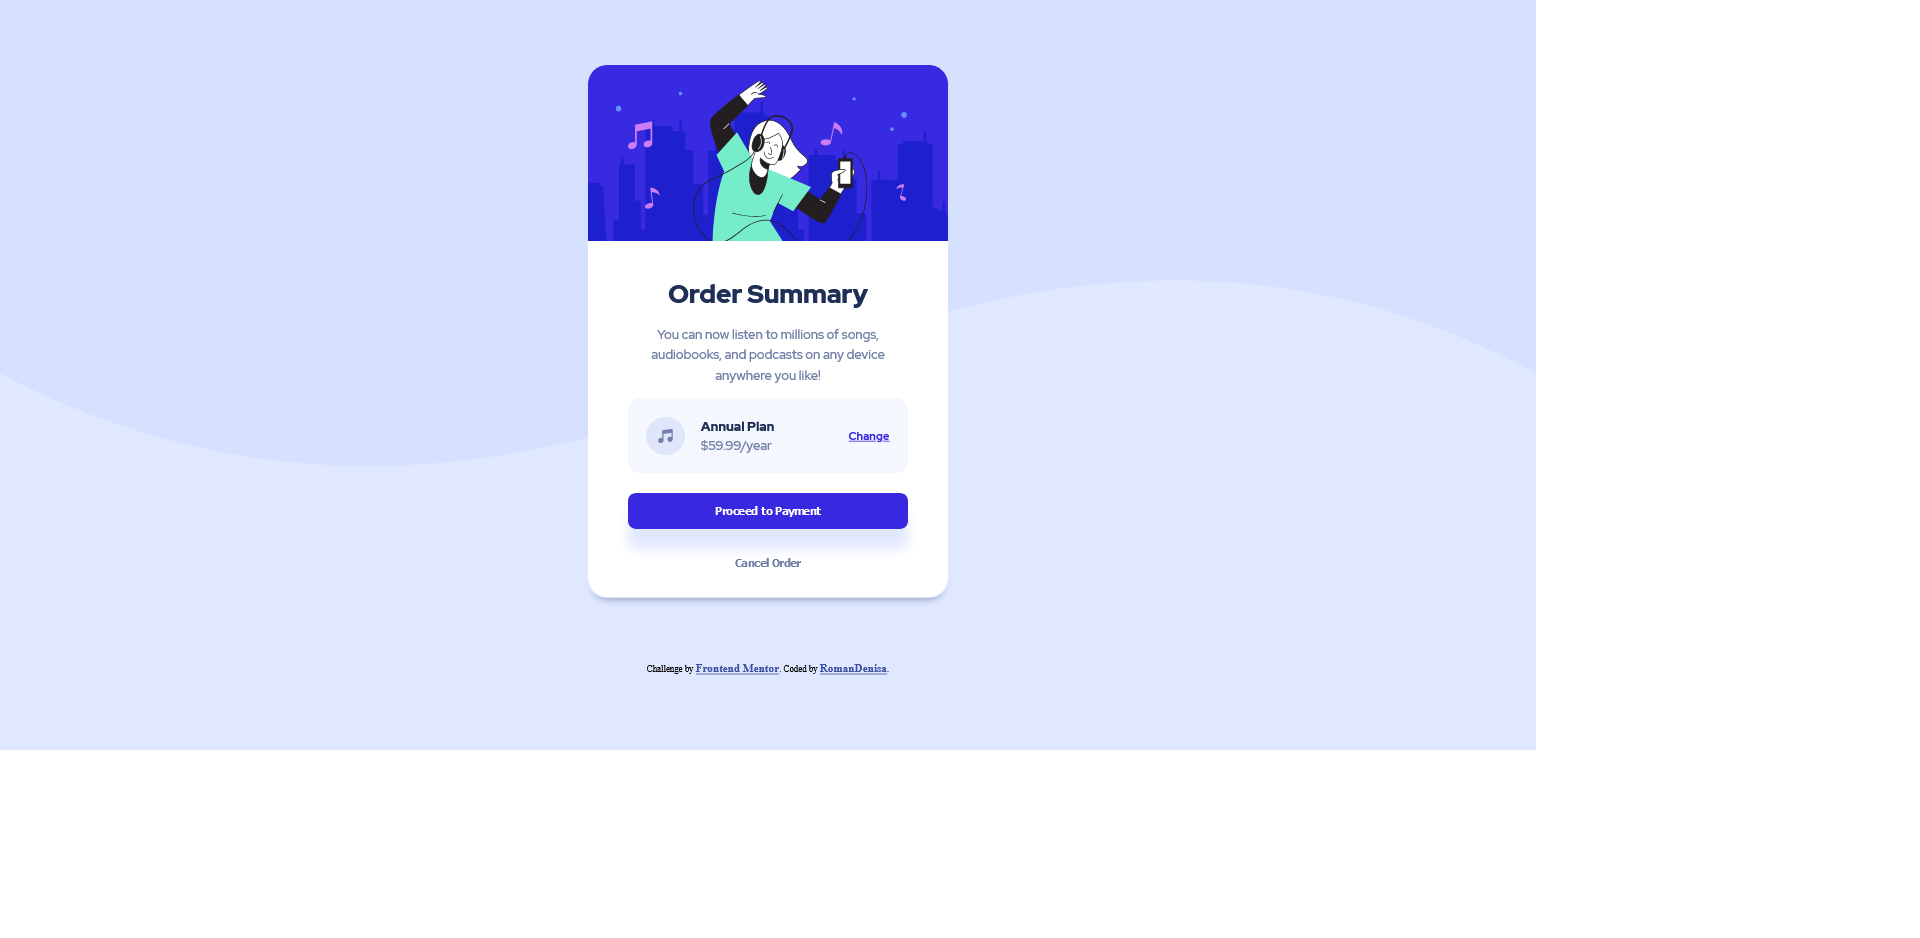 Order Summary
You can now listen to millions of songs,
audiobooks, and podcasts on any device
anywhere you like!
Annual Plan
$59.99/year
Change
Proceed to Payment
Cancel Order
Challenge by Frontend Mentor. Coded by RomanDenisa.